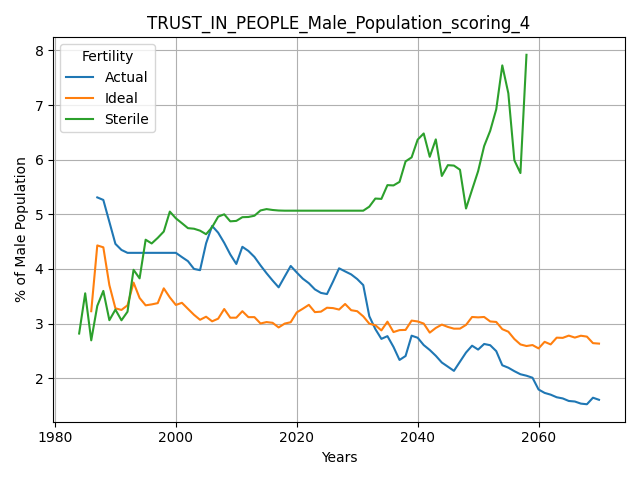 TRUST_IN_PEOPLE_Male_Population_scoring_4
Fertility
Actual
Ideal
Sterile
% of Male Population
8
7
6
5
4
3
2
1980
2000
2020
2040
2060
Years